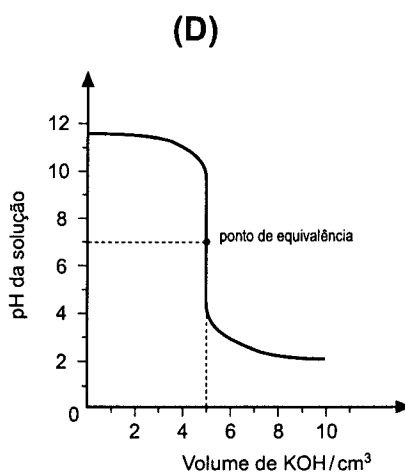 (D)
pH da solução
12
10
8
6
4
2
0
ponto de equivalência
2 4 6 8 10
Volume de KOH/cm³